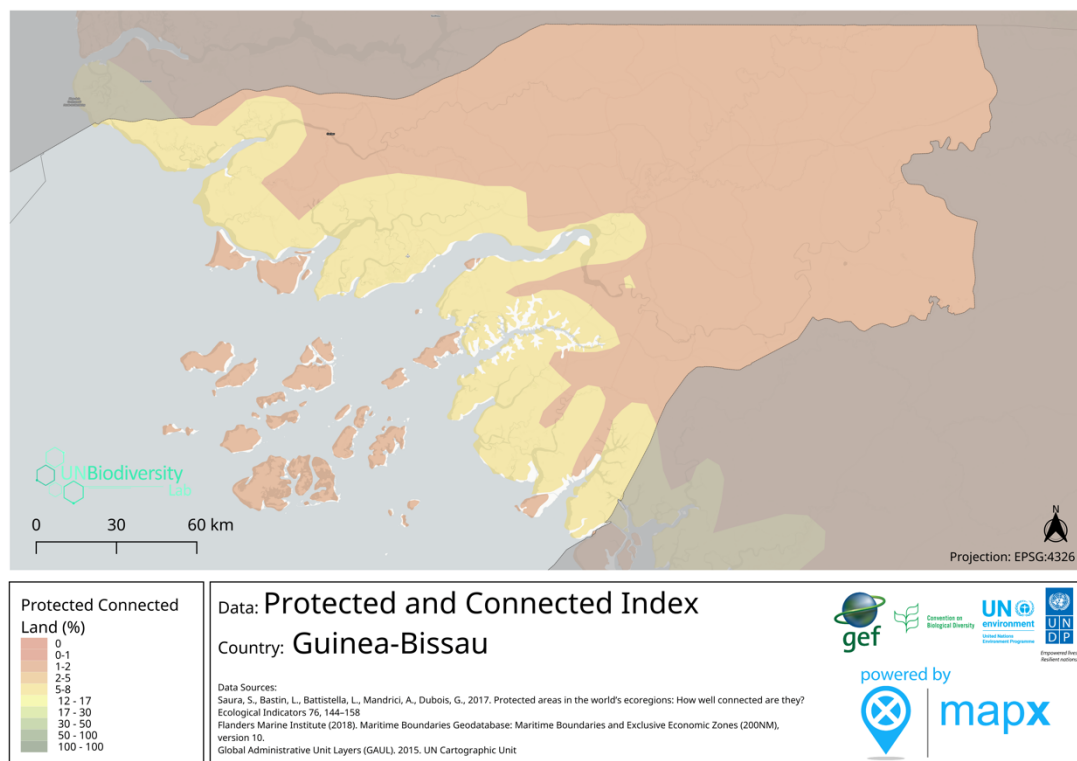 UNBiodiversity
Lab
0 30 60 km
N
Projection: EPSG:4326
Protected Connected
Land (%)
0
0-1
1-2
2-5
5-8
12 - 17
17 - 30
30 - 50
50 - 100
100 - 100
Data: Protected and Connected Index
Country: Guinea-Bissau
Data Sources:
Saura, S., Bastin, L., Battistella, L., Mandrici, A., Dubois, G., 2017. Protected areas in the world's ecoregions: How well connected are they?
Ecological Indicators 76, 144–158
Flanders Marine Institute (2018). Maritime Boundaries Geodatabase: Maritime Boundaries and Exclusive Economic Zones (200NM),
version 10.
Global Administrative Unit Layers (GAUL). 2015. UN Cartographic Unit
gef
Convention on
Biological Diversity
UN
environment
United Nations
Environment Programme
U N
D P
Empowered lives.
Resilient nations.
powered by
mapx